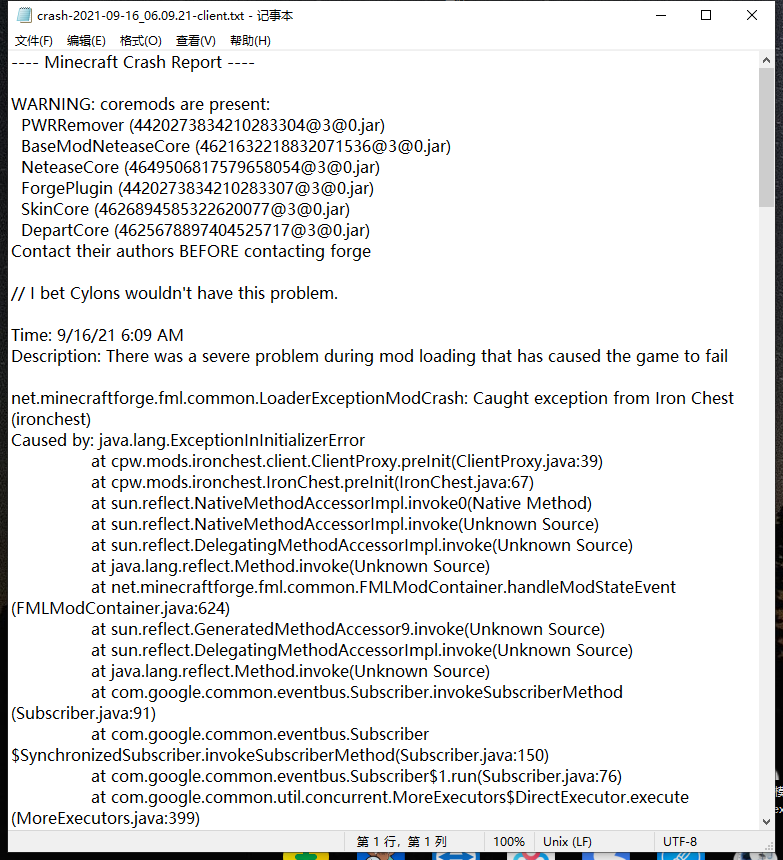 crash-2021-09-16_06.09.21-client.txt - 记事本
文件(F) 编辑(E) 格式(O) 查看(V) 帮助(H)
---- Minecraft Crash Report ----
WARNING: coremods are present:
PWRRemover (4420273834210283304@3@0.jar)
BaseModNeteaseCore (4621632218832071536@3@0.jar)
NeteaseCore (4649506817579658054@3@0.jar)
ForgePlugin (4420273834210283307@3@0.jar)
SkinCore (4626894585322620077@3@0.jar)
DepartCore (4625678897404525717@3@0.jar)
Contact their authors BEFORE contacting forge
// I bet Cylons wouldn't have this problem.
Time: 9/16/21 6:09 AM
Description: There was a severe problem during mod loading that has caused the game to fail
net.minecraftforge.fml.common.LoaderExceptionModCrash: Caught exception from Iron Chest
(ironchest)
Caused by: java.lang.ExceptionInInitializerError
at cpw.mods.ironchest.client.ClientProxy.preInit(ClientProxy.java:39)
at cpw.mods.ironchest.IronChest.preInit(IronChest.java:67)
at sun.reflect.NativeMethodAccessorImpl.invoke0(Native Method)
at sun.reflect.NativeMethodAccessorImpl.invoke(Unknown Source)
at sun.reflect.DelegatingMethodAccessorImpl.invoke(Unknown Source)
at java.lang.reflect.Method.invoke(Unknown Source)
at net.minecraftforge.fml.common.FMLModContainer.handleModStateEvent
(FMLModContainer.java:624)
at sun.reflect.GeneratedMethodAccessor9.invoke(Unknown Source)
at sun.reflect.DelegatingMethodAccessorImpl.invoke(Unknown Source)
at java.lang.reflect.Method.invoke(Unknown Source)
at com.google.common.eventbus.Subscriber.invokeSubscriberMethod
(Subscriber.java:91)
at com.google.common.eventbus.Subscriber
$SynchronizedSubscriber.invokeSubscriberMethod(Subscriber.java:150)
at com.google.common.eventbus.Subscriber$1.run(Subscriber.java:76)
at com.google.common.util.concurrent.MoreExecutors$DirectExecutor.execute
(MoreExecutors.java:399)
第 1 行，第 1 列 100% Unix (LF) UTF-8